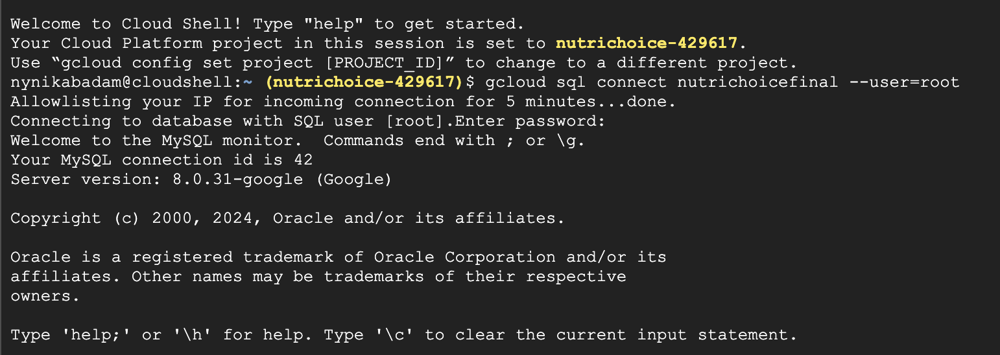 Welcome to Cloud Shell! Type "help" to get started.
Your Cloud Platform project in this session is set to nutrichoice-429617.
Use “gcloud config set project [PROJECT_ID]” to change to a different project.
nynikabadam@cloudshell:~ (nutrichoice-429617)$ gcloud sql connect nutrichoicefinal --user=root
Allowlisting your IP for incoming connection for 5 minutes...done.
Connecting to database with SQL user [root].Enter password:
Welcome to the MySQL monitor.  Commands end with ; or \g.
Your MySQL connection id is 42
Server version: 8.0.31-google (Google)

Copyright (c) 2000, 2024, Oracle and/or its affiliates.

Oracle is a registered trademark of Oracle Corporation and/or its
affiliates. Other names may be trademarks of their respective
owners.

Type 'help;' or '\h' for help. Type '\c' to clear the current input statement.